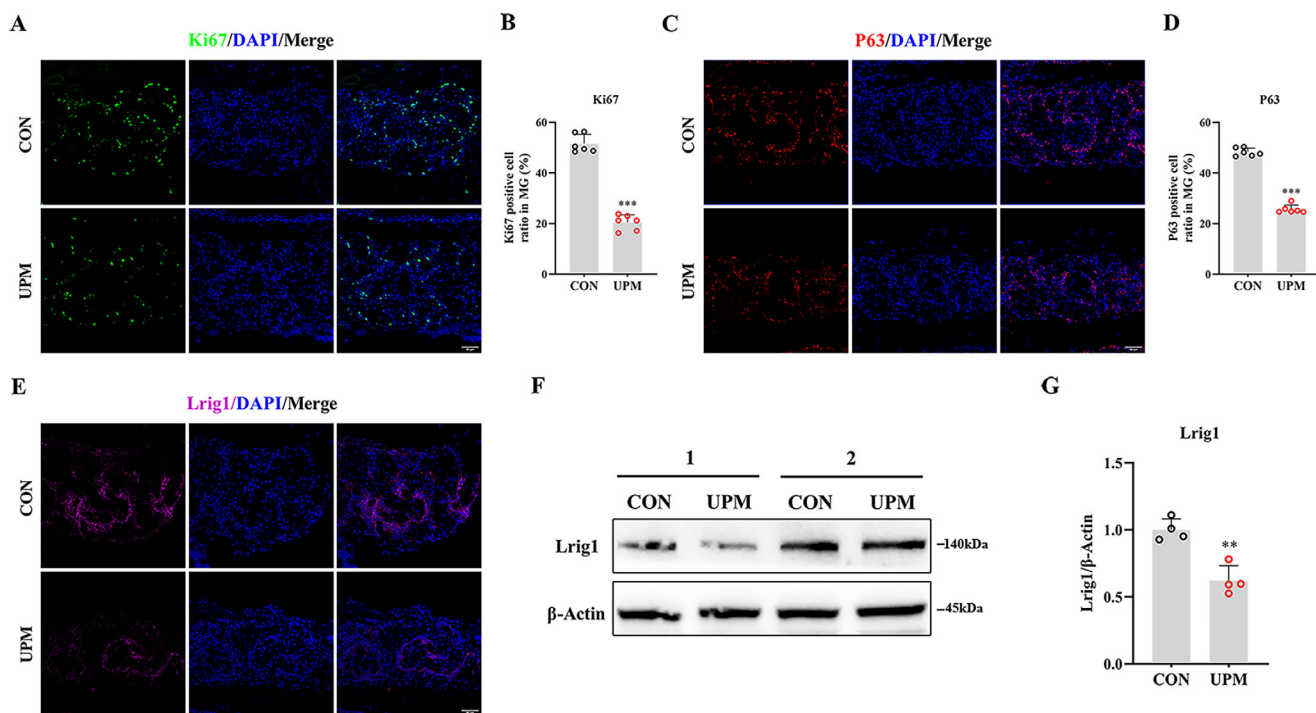 A
Ki67/DAPI/Merge
CON
UPM
B
Ki67
Ki67 positive cell
ratio in MG (%)
60
40
20
0
***
CON UPM
C
P63/DAPI/Merge
CON
UPM
D
P63
P63 positive cell
ratio in MG (%)
60
40
20
0
***
CON UPM
E
Lrig1/DAPI/Merge
CON
UPM
F
1 2
CON UPM CON UPM
Lrig1 –140kDa
β-Actin –45kDa
G
Lrig1
Lrig1/β-Actin
1.5
1.0
0.5
0.0
**
CON UPM